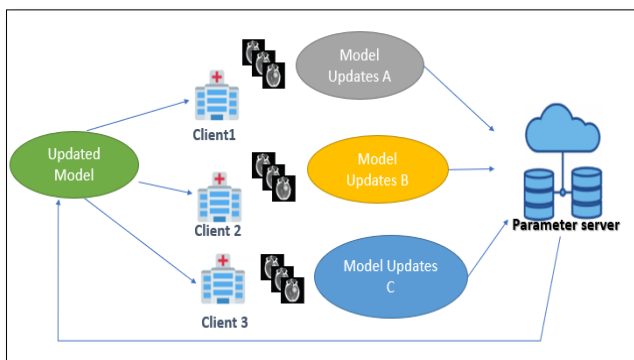 Model
Updates A
Client1
Updated
Model
Model
Updates B
Client 2
Parameter server
Model Updates
C
Client 3